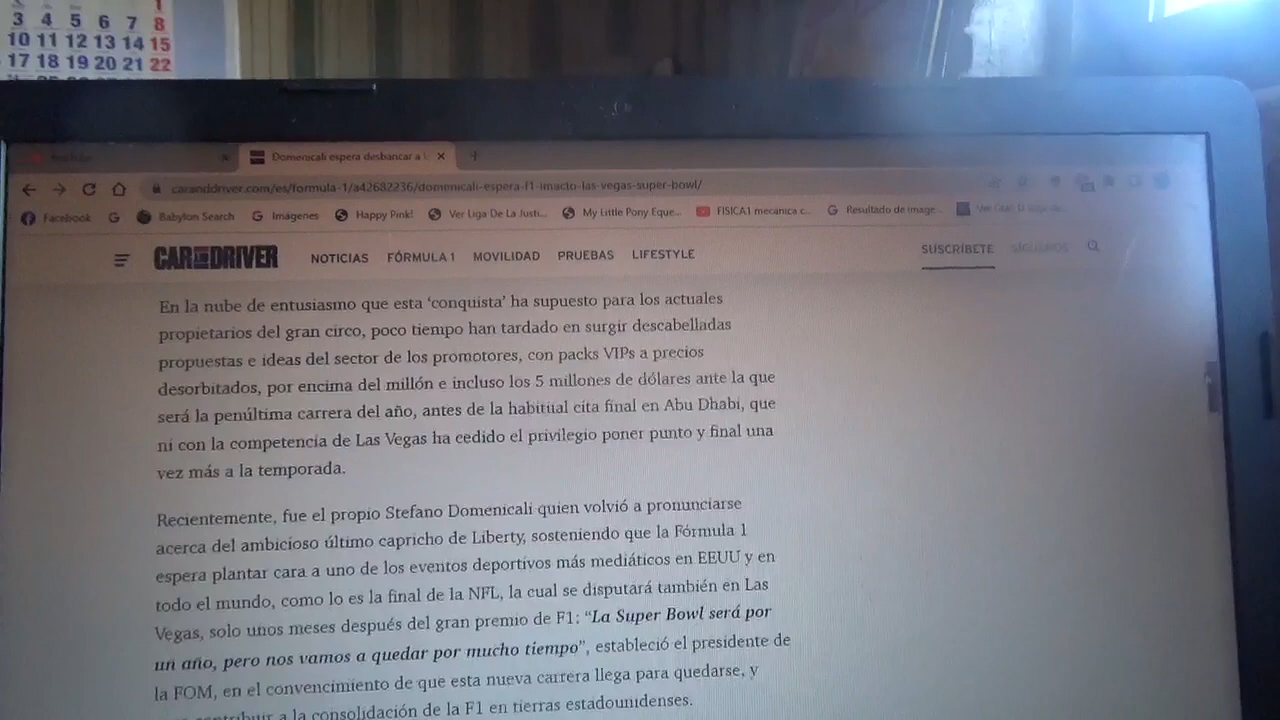 1
3 4 5 6 7 8
10 11 12 13 14 15
17 18 19 20 21 22
Domenicali espera desbancar a l
caranddriver.com/es/formula-1/a42682236/domenicali-espera-f1-imacto-las-vegas-super-bowl/
Facebook Babylon Search Imágenes Happy Pink! Ver Liga De La Justi... My Little Pony Eque... FISICA1 mecanica c... Resultado de image...
CAR AND DRIVER NOTICIAS FÓRMULA 1 MOVILIDAD PRUEBAS LIFESTYLE SUSCRÍBETE SÍGUENOS
En la nube de entusiasmo que esta ‘conquista’ ha supuesto para los actuales
propietarios del gran circo, poco tiempo han tardado en surgir descabelladas
propuestas e ideas del sector de los promotores, con packs VIPs a precios
desorbitados, por encima del millón e incluso los 5 millones de dólares ante la que
será la penúltima carrera del año, antes de la habitual cita final en Abu Dhabi, que
ni con la competencia de Las Vegas ha cedido el privilegio poner punto y final una
vez más a la temporada.
Recientemente, fue el propio Stefano Domenicali quien volvió a pronunciarse
acerca del ambicioso último capricho de Liberty, sosteniendo que la Fórmula 1
espera plantar cara a uno de los eventos deportivos más mediáticos en EEUU y en
todo el mundo, como lo es la final de la NFL, la cual se disputará también en Las
Vegas, solo unos meses después del gran premio de F1: “La Super Bowl será por
un año, pero nos vamos a quedar por mucho tiempo”, estableció el presidente de
la FOM, en el convencimiento de que esta nueva carrera llega para quedarse, y
contribuir a la consolidación de la F1 en tierras estadounidenses.